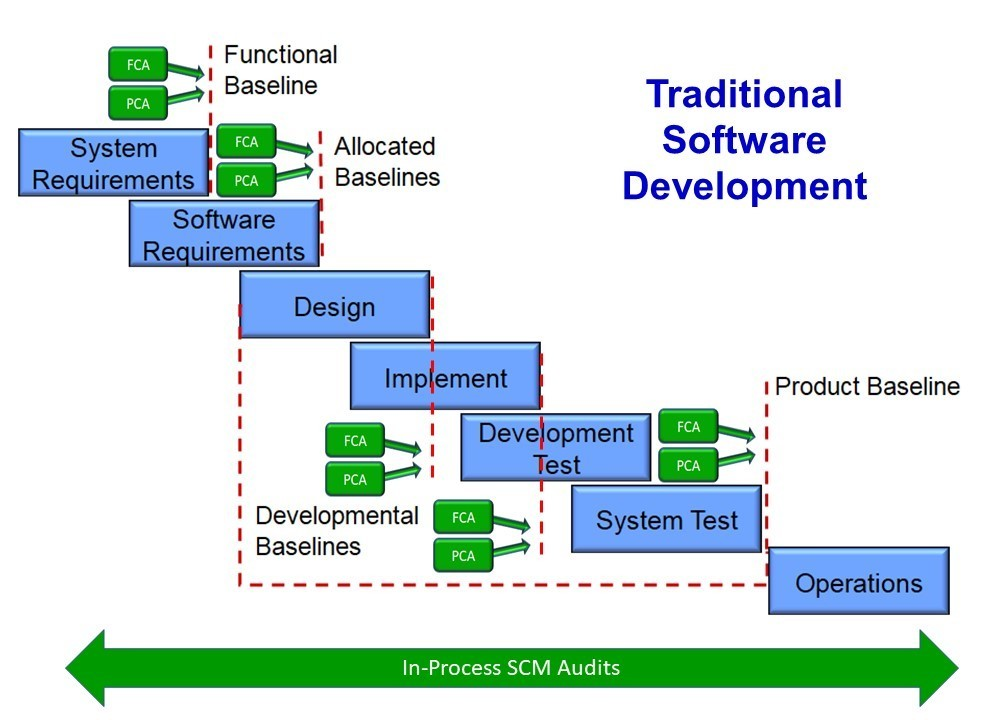 FCA
PCA
Functional
Baseline
Traditional
Software
Development
System
Requirements
FCA
PCA
Allocated
Baselines
Software
Requirements
Design
Implement
Product Baseline
FCA
PCA
Development
Test
FCA
PCA
Developmental
Baselines
FCA
PCA
System Test
Operations
In-Process SCM Audits